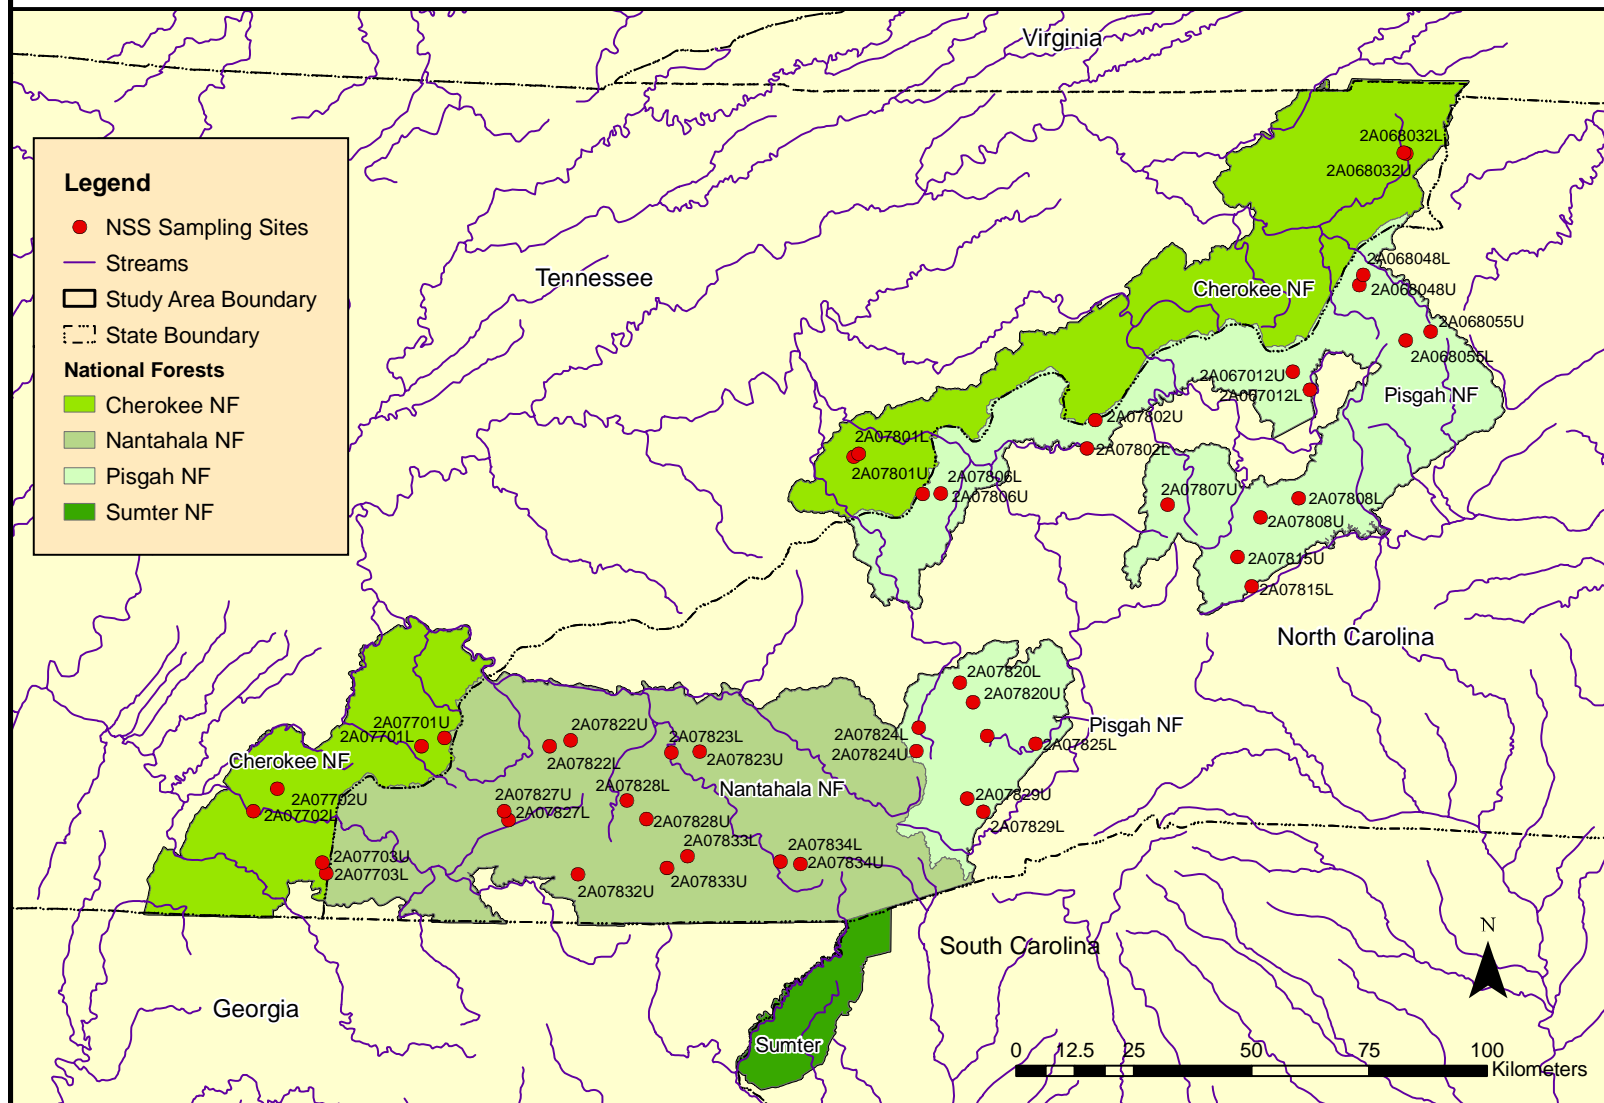 Virginia
2A068032L
2A068032U
Legend
NSS Sampling Sites
Streams
Study Area Boundary
State Boundary
National Forests
Cherokee NF
Nantahala NF
Pisgah NF
Sumter NF
Tennessee
2A068048L
Cherokee NF
2A068048U
2A068055U
2A068055L
2A067012U
2A067012L
Pisgah NF
2A07802U
2A07801L
2A07802L
2A07801U
2A07806L
2A07806U
2A07807U
2A07808L
2A07808U
2A07815U
2A07815L
North Carolina
2A07820L
2A07820U
2A07701U
2A07701L
2A07822U
2A07823L
2A07824L
Pisgah NF
2A07825L
2A07824U
2A07822L
2A07823U
Cherokee NF
Nantahala NF
2A07702U
2A07702L
2A07827U
2A07828L
2A07827L
2A07828U
2A07829U
2A07829L
2A07833L
2A07834L
2A07703U
2A07703L
2A07834U
2A07833U
2A07832U
South Carolina
N
Georgia
Sumter
0 12.5 25 50 75 100
Kilometers